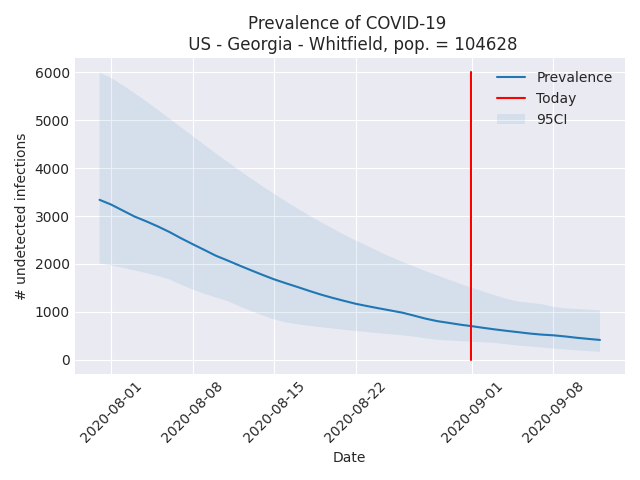 Prevalence of COVID-19
US - Georgia - Whitfield, pop. = 104628
Prevalence
Today
95CI
6000
5000
4000
3000
2000
1000
0
# undetected infections
2020-08-01
2020-08-08
2020-08-15
2020-08-22
2020-09-01
2020-09-08
Date